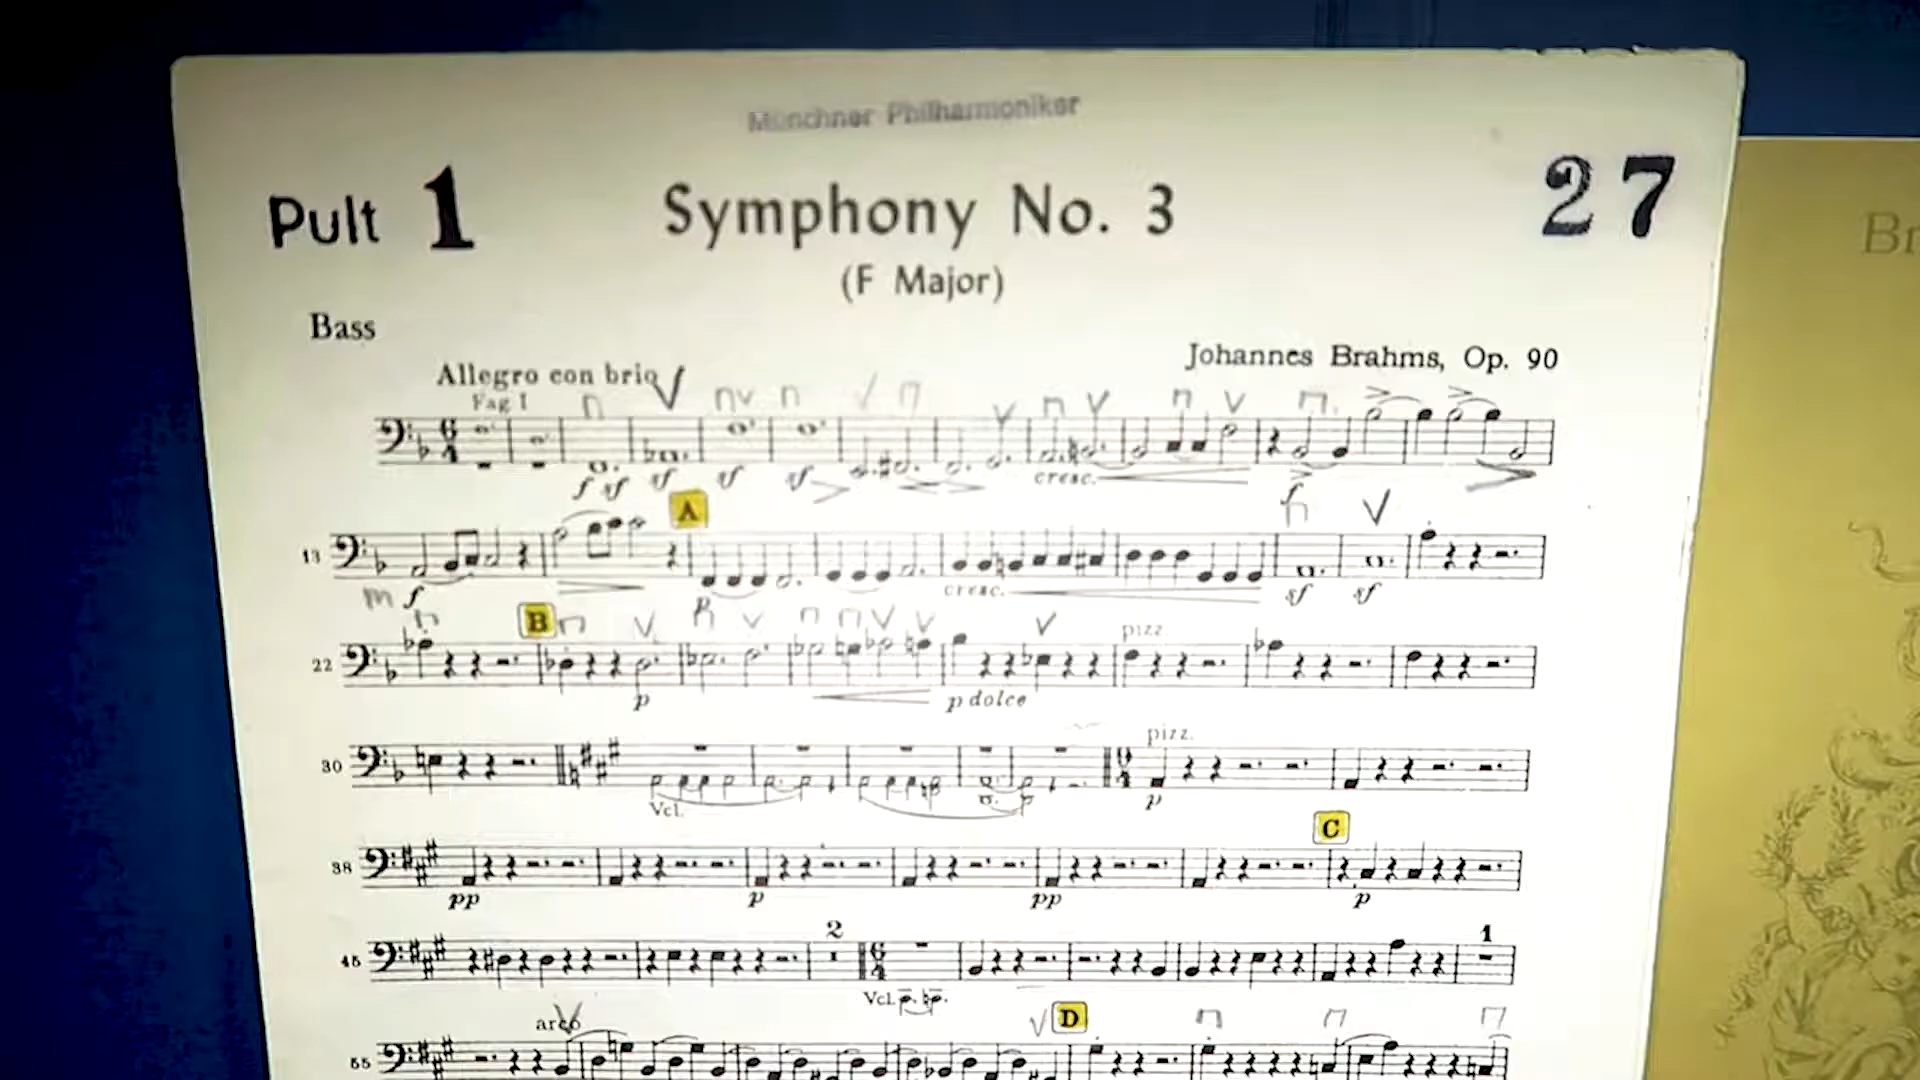 Münchner Philharmoniker
Pult 1
Symphony No. 3
27
(F Major)
Bass
Johannes Brahms, Op. 90
Allegro con brio
Fag I
f sf sf sf sf cresc. f
A
13
m f p cresc. sf sf
B
22
pizz.
p p dolce
30
pizz.
Vcl. p
C
38
pp p pp p
2 1
45
Vcl.
arco D
55
Br